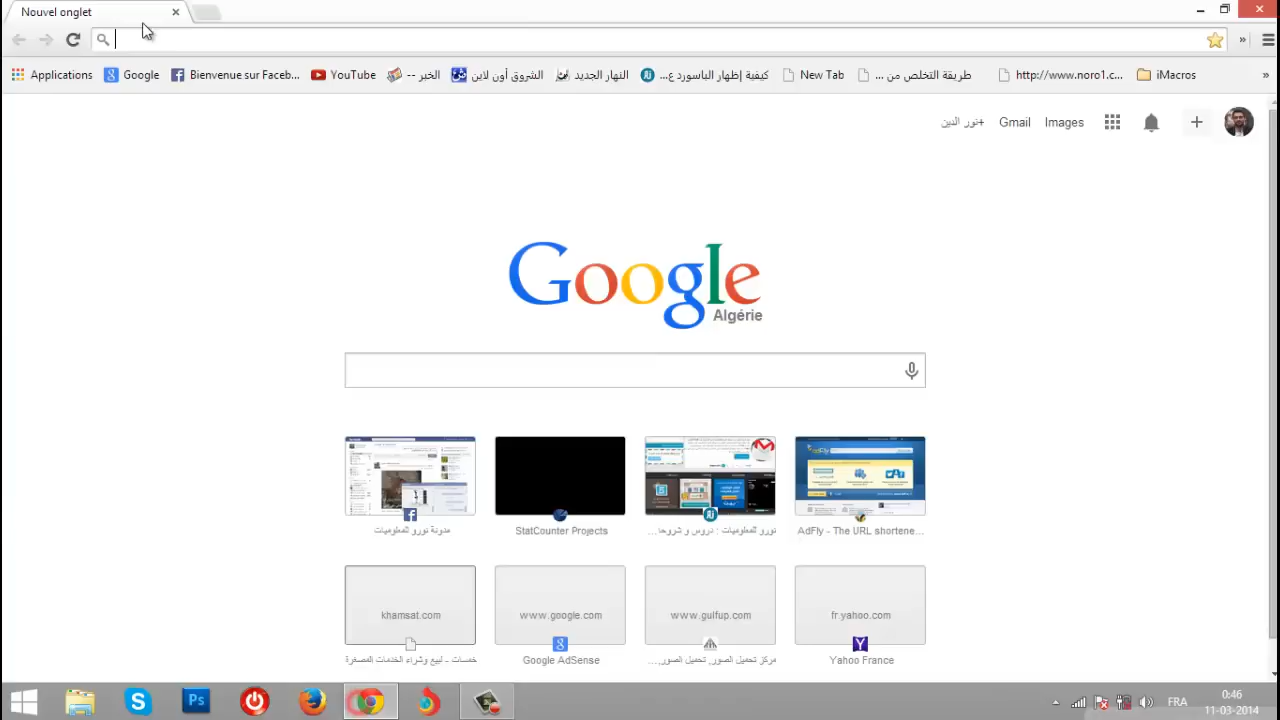 Nouvel onglet
Applications Google Bienvenue sur Faceb... YouTube الخبر -- الشروق أون لاين النهار الجديد كيفية إظهار الباسورد ع... New Tab طريقة التخلص من ... http://www.noro1.c... iMacros »
+نور الدين Gmail Images
Google
Algérie
مدونة نورو للمعلوميات StatCounter Projects نورو للمعلوميات : دروس و شروحا... AdFly - The URL shortene...
khamsat.com www.google.com www.gulfup.com fr.yahoo.com
خمسات - لبيع وشراء الخدمات المصغرة Google AdSense مركز تحميل الصور, تحميل الصور,... Yahoo France
FRA 0:46
11-03-2014